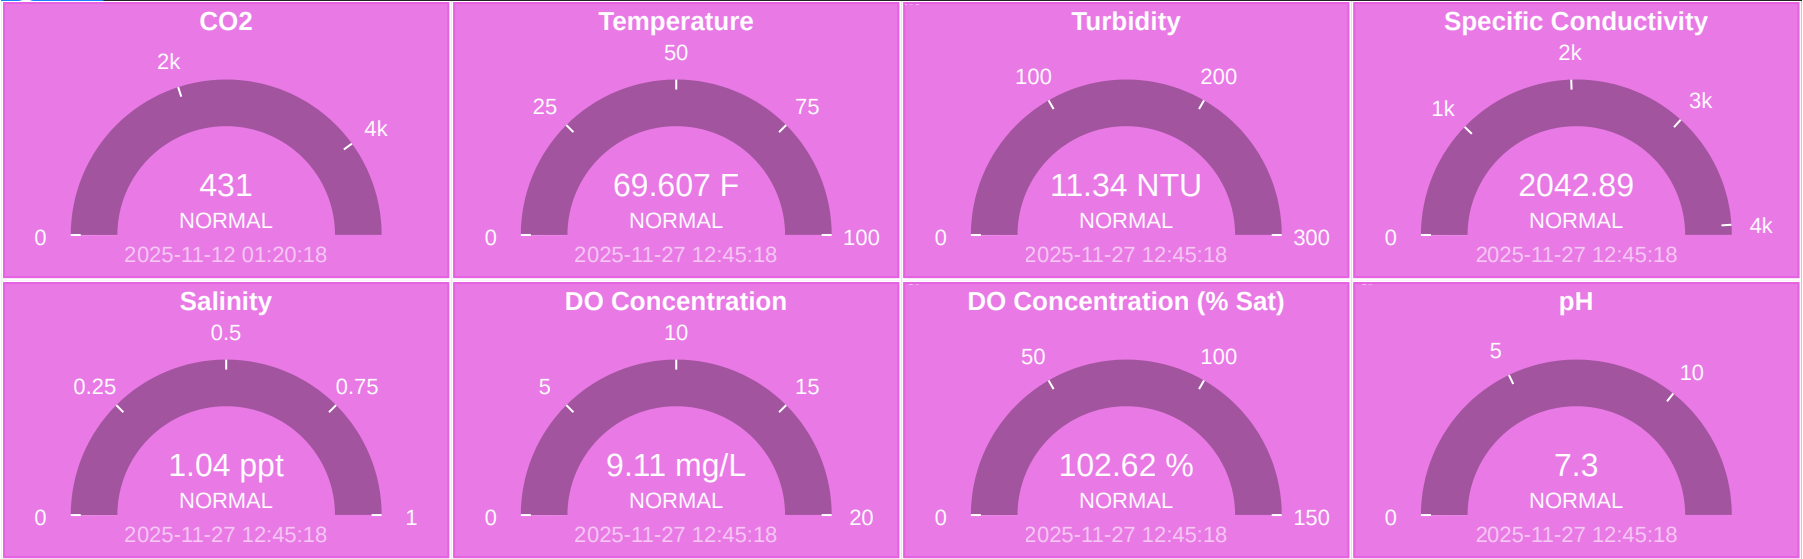 CO2
2k
4k
0
431
NORMAL
2025-11-12 01:20:18
Temperature
50
25
75
0
100
69.607 F
NORMAL
2025-11-27 12:45:18
Turbidity
100
200
0
300
11.34 NTU
NORMAL
2025-11-27 12:45:18
Specific Conductivity
2k
1k
3k
0
4k
2042.89
NORMAL
2025-11-27 12:45:18
Salinity
0.5
0.25
0.75
0
1
1.04 ppt
NORMAL
2025-11-27 12:45:18
DO Concentration
10
5
15
0
20
9.11 mg/L
NORMAL
2025-11-27 12:45:18
DO Concentration (% Sat)
50
100
0
150
102.62 %
NORMAL
2025-11-27 12:45:18
pH
5
10
0
7.3
NORMAL
2025-11-27 12:45:18